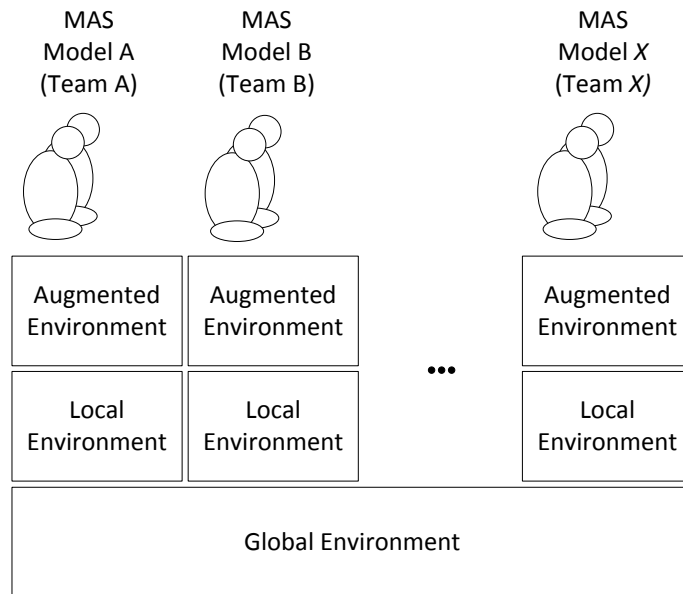 MAS
Model A
(Team A)
MAS
Model B
(Team B)
MAS
Model X
(Team X)
Augmented
Environment
Augmented
Environment
...
Augmented
Environment
Local
Environment
Local
Environment
Local
Environment
Global Environment